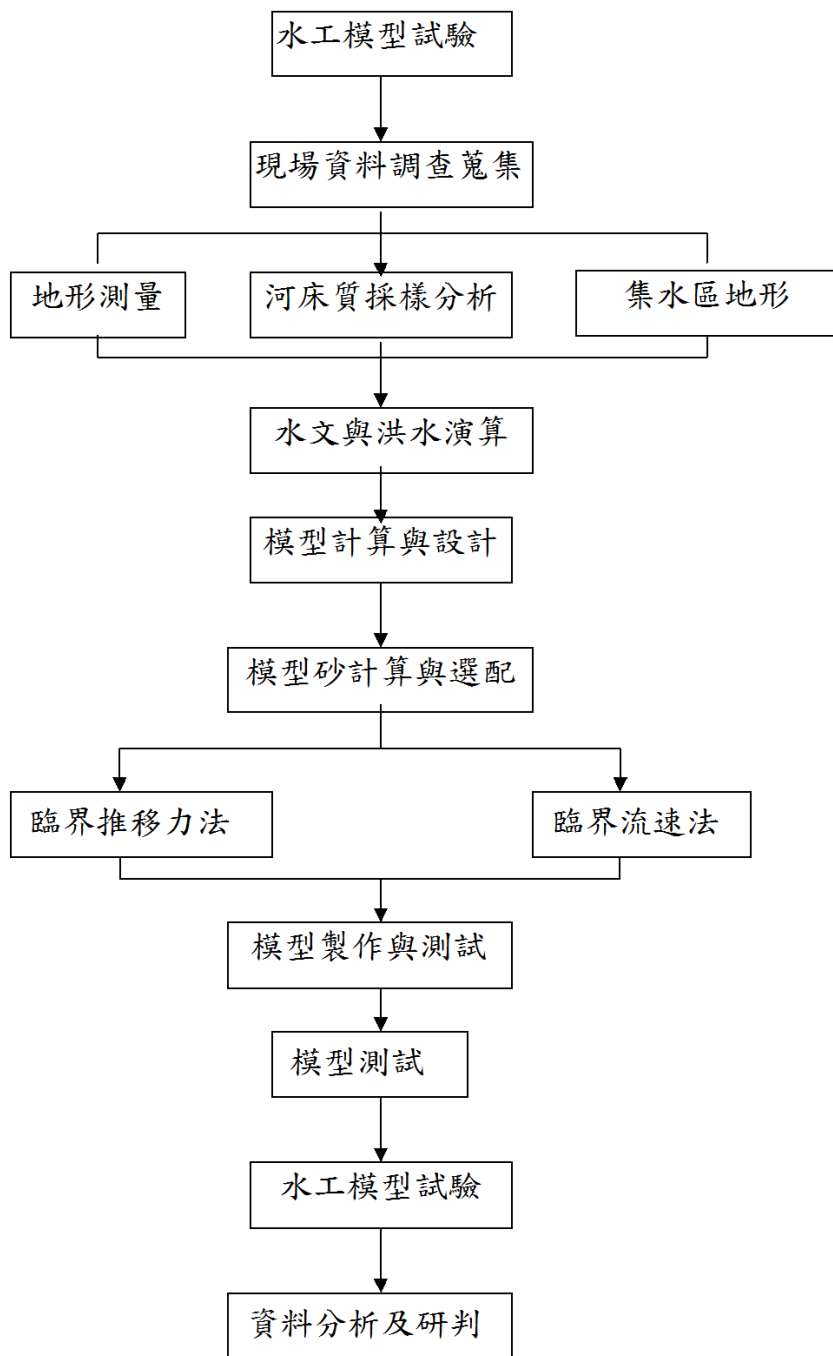 水工模型試驗
現場資料調查蒐集
地形測量
河床質採樣分析
集水區地形
水文與洪水演算
模型計算與設計
模型砂計算與選配
臨界推移力法
臨界流速法
模型製作與測試
模型測試
水工模型試驗
資料分析及研判